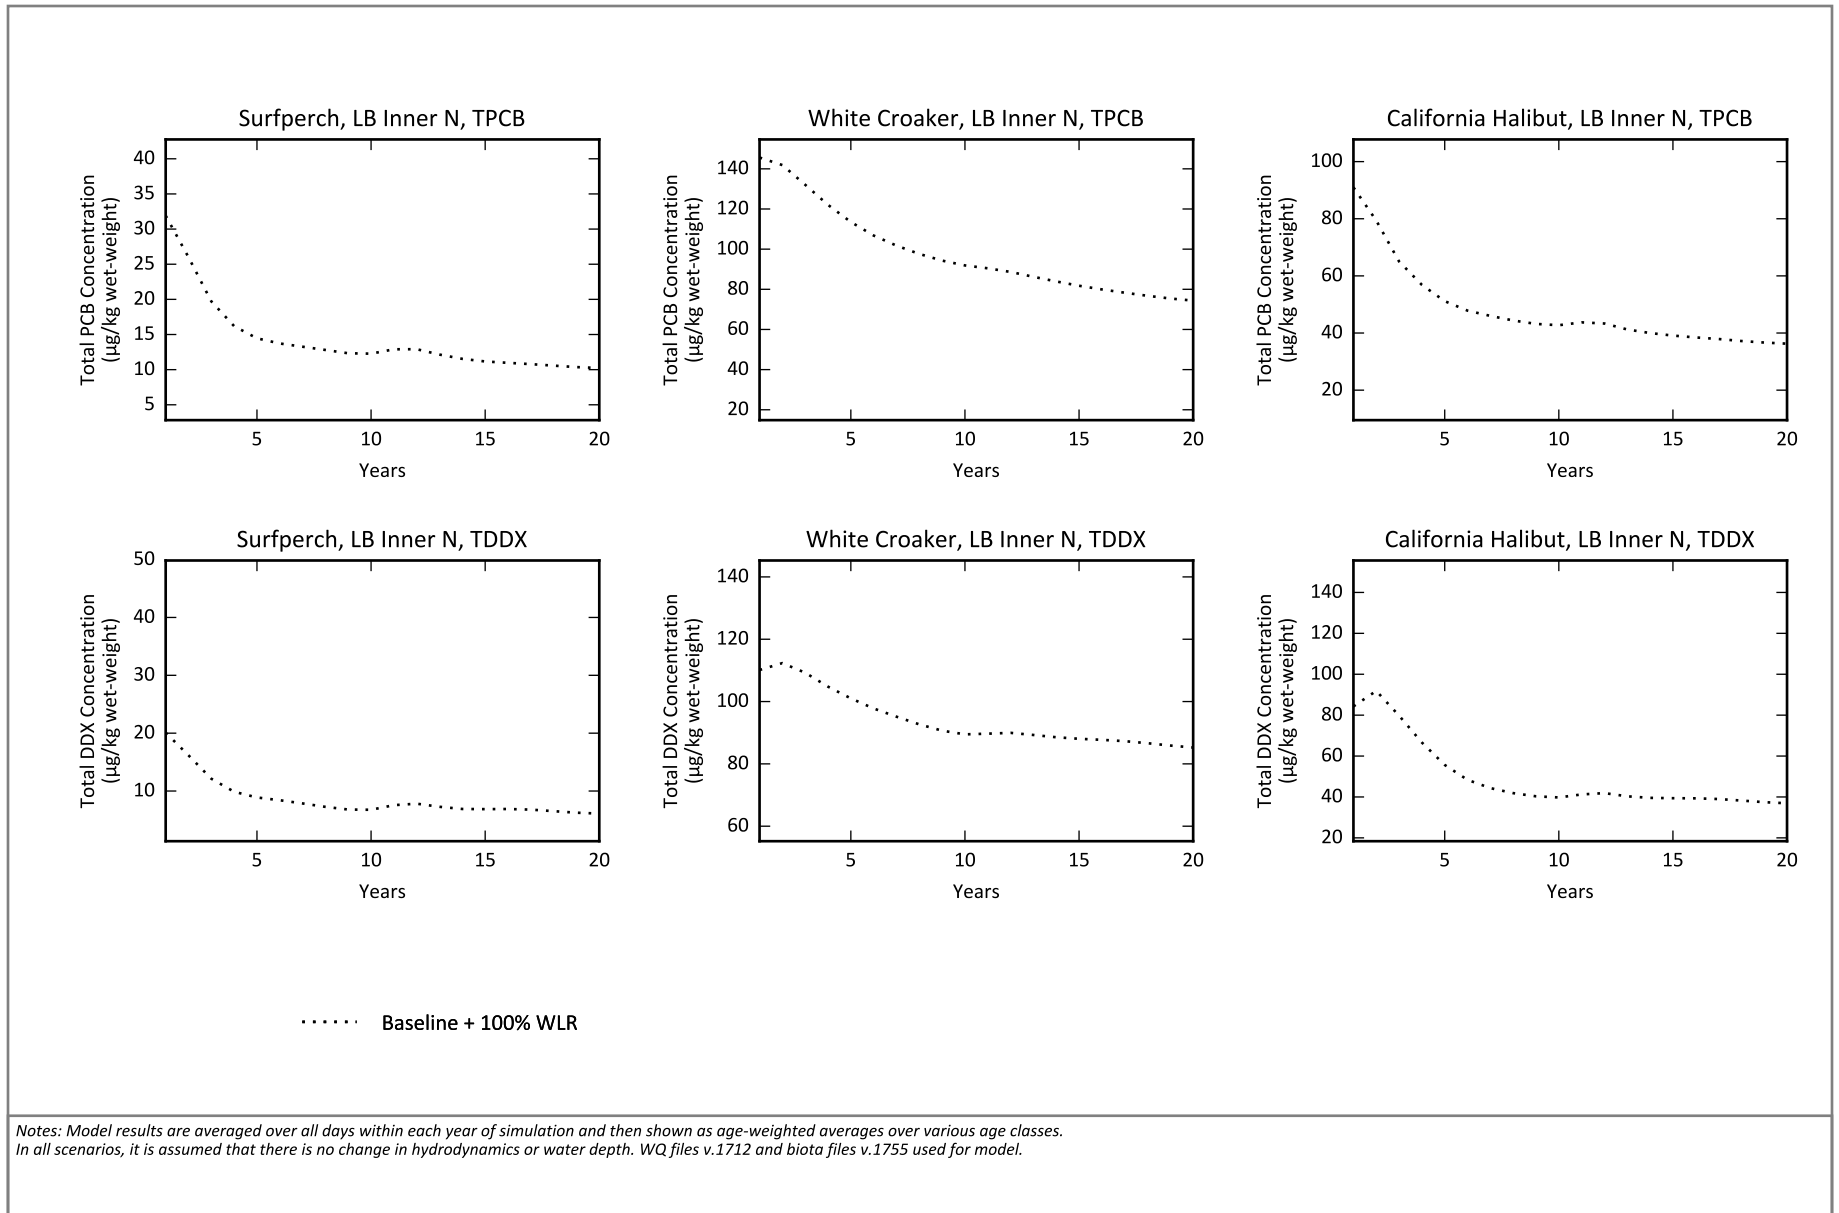 Surfperch, LB Inner N, TPCB
Total PCB Concentration
(µg/kg wet-weight)
40
35
30
25
20
15
10
5
5 10 15 20
Years
White Croaker, LB Inner N, TPCB
Total PCB Concentration
(µg/kg wet-weight)
140
120
100
80
60
40
20
5 10 15 20
Years
California Halibut, LB Inner N, TPCB
Total PCB Concentration
(µg/kg wet-weight)
100
80
60
40
20
5 10 15 20
Years
Surfperch, LB Inner N, TDDX
Total DDX Concentration
(µg/kg wet-weight)
50
40
30
20
10
5 10 15 20
Years
White Croaker, LB Inner N, TDDX
Total DDX Concentration
(µg/kg wet-weight)
140
120
100
80
60
5 10 15 20
Years
California Halibut, LB Inner N, TDDX
Total DDX Concentration
(µg/kg wet-weight)
140
120
100
80
60
40
20
5 10 15 20
Years
Baseline + 100% WLR
Notes: Model results are averaged over all days within each year of simulation and then shown as age-weighted averages over various age classes.
In all scenarios, it is assumed that there is no change in hydrodynamics or water depth. WQ files v.1712 and biota files v.1755 used for model.